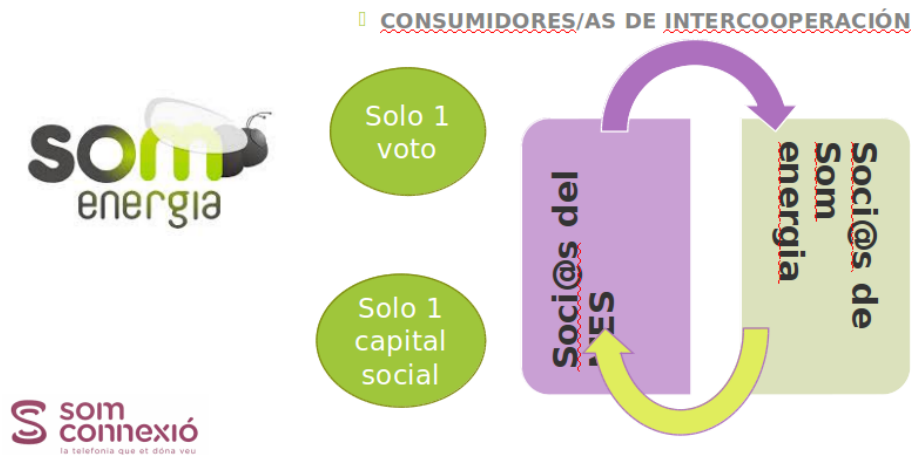 CONSUMIDORES/AS DE INTERCOOPERACIÓN
som
energia
Solo 1
voto
Solo 1
capital
social
Soci@s del
Soci@s de
Som
energia
som
connexió
la telefonia que et dóna veu